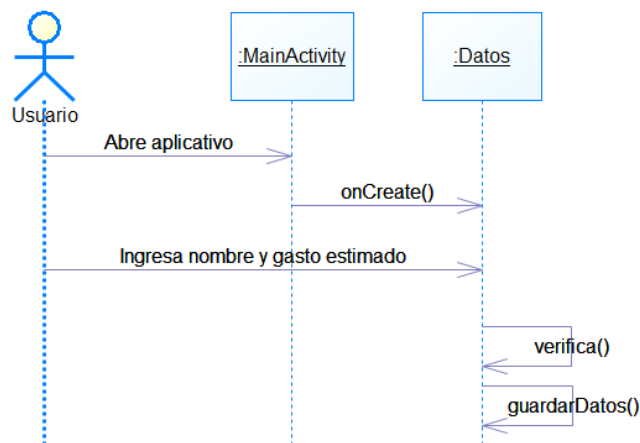 :MainActivity
:Datos
Usuario
Abre aplicativo
onCreate()
Ingresa nombre y gasto estimado
verifica()
guardarDatos()